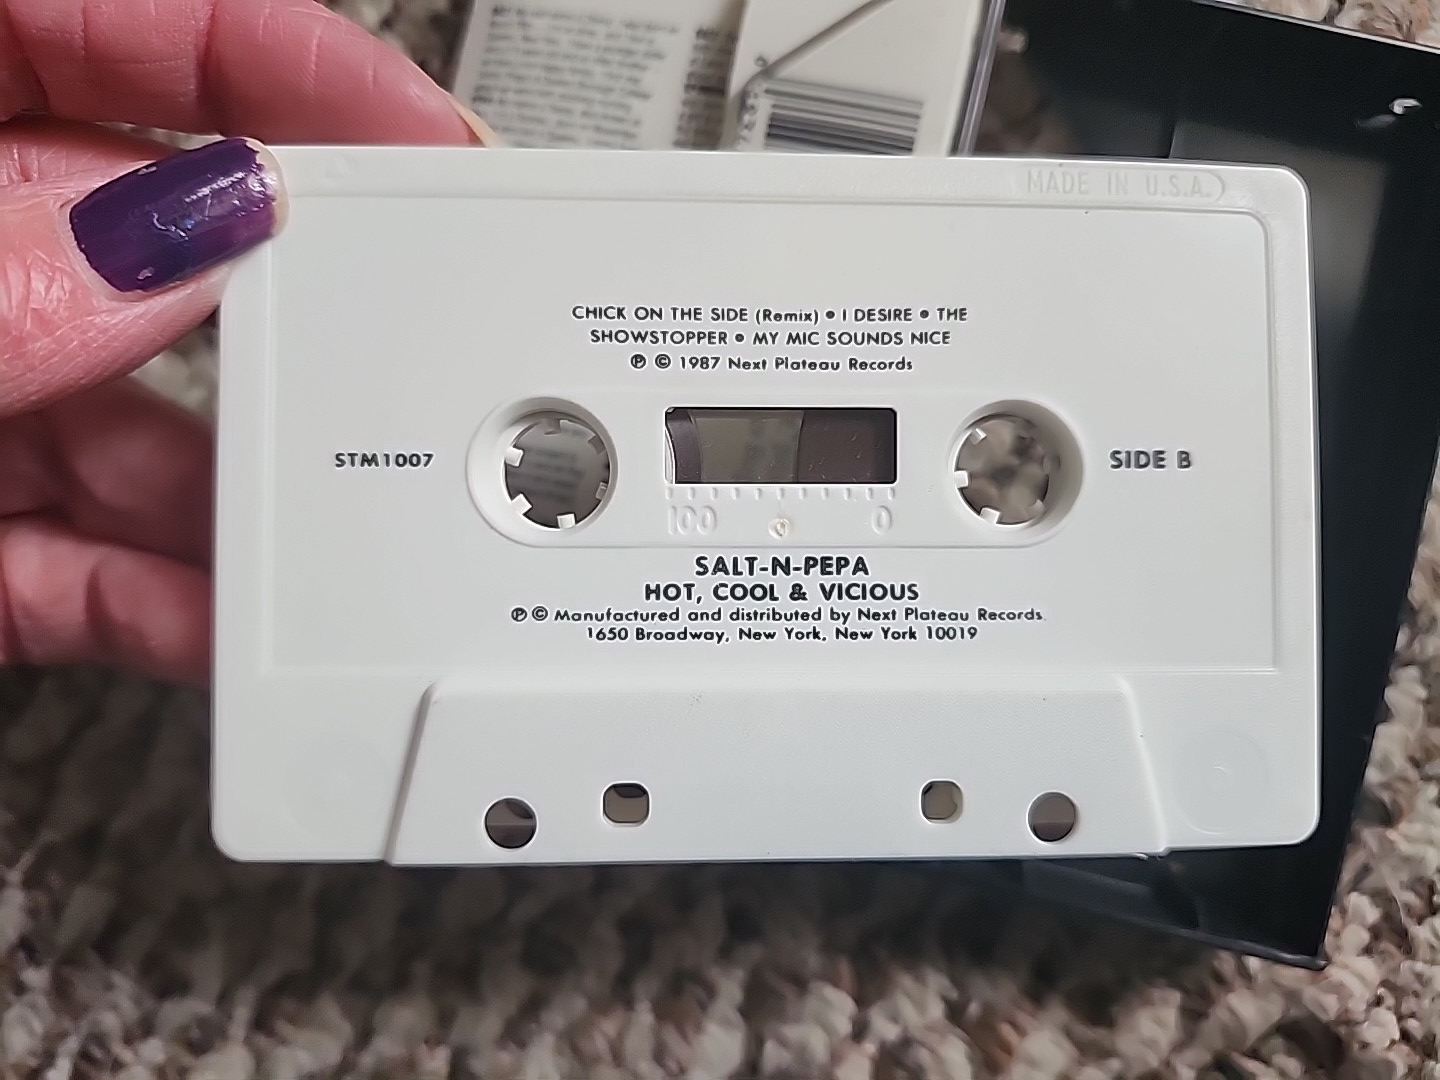 MADE IN U.S.A.
CHICK ON THE SIDE (Remix) • I DESIRE • THE
SHOWSTOPPER • MY MIC SOUNDS NICE
℗ © 1987 Next Plateau Records
STM1007
SIDE B
100 0
SALT-N-PEPA
HOT, COOL & VICIOUS
℗ © Manufactured and distributed by Next Plateau Records.
1650 Broadway, New York, New York 10019